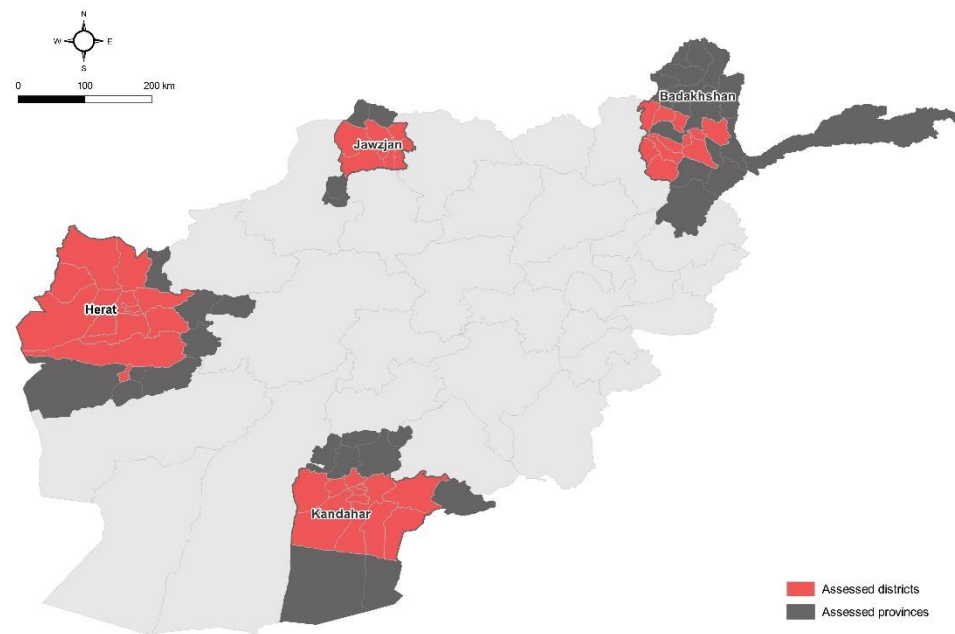 N
W E
S
0 100 200 km
Badakhshan
Jawzjan
Herat
Kandahar
Assessed districts
Assessed provinces